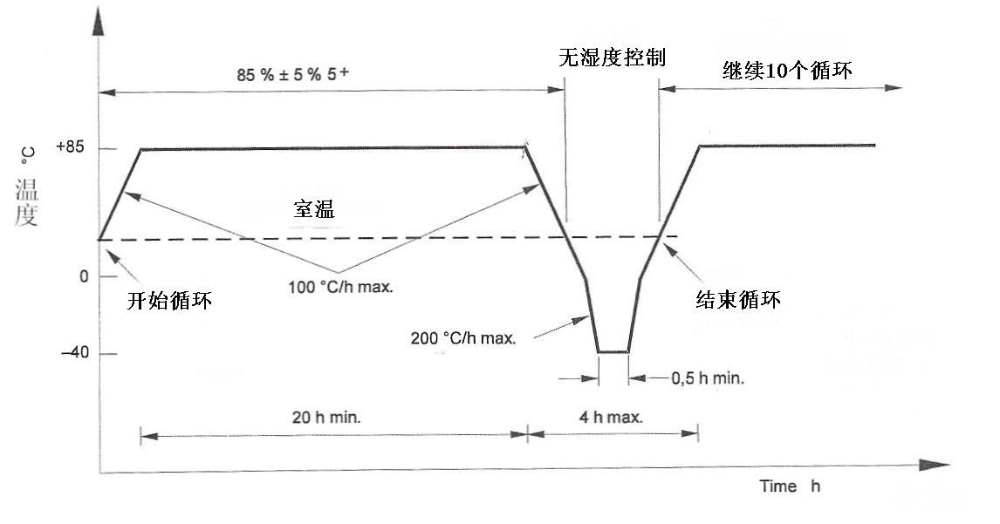 无湿度控制
85 % ± 5 % 5+
继续10个循环
+85
°C 温度
室温
0
开始循环
100 °C/h max.
结束循环
200 °C/h max.
–40
0,5 h min.
20 h min.
4 h max.
Time h